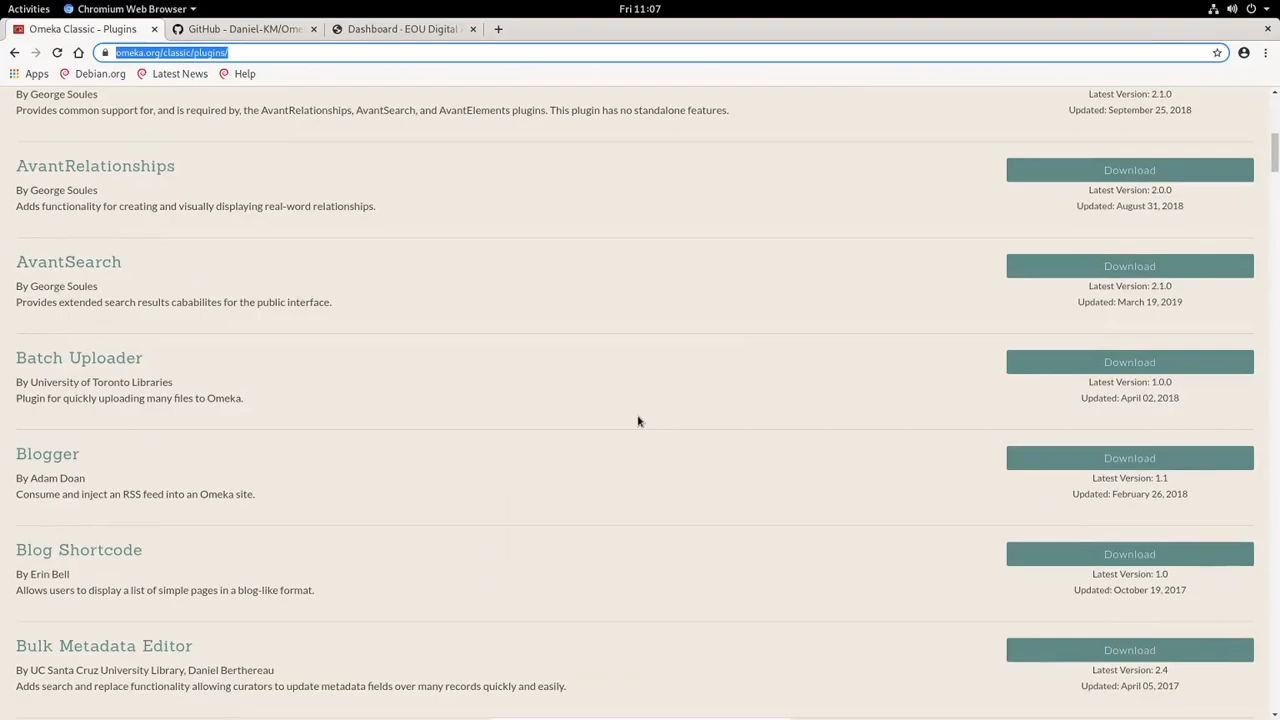 Activities Chromium Web Browser Fri 11:07
Omeka Classic - Plugins GitHub - Daniel-KM/Ome Dashboard · EOU Digital
omeka.org/classic/plugins/
Apps Debian.org Latest News Help
By George Soules Latest Version: 2.1.0
Provides common support for, and is required by, the AvantRelationships, AvantSearch, and AvantElements plugins. This plugin has no standalone features. Updated: September 25, 2018
AvantRelationships Download
By George Soules Latest Version: 2.0.0
Adds functionality for creating and visually displaying real-word relationships. Updated: August 31, 2018
AvantSearch Download
By George Soules Latest Version: 2.1.0
Provides extended search results cababilites for the public interface. Updated: March 19, 2019
Batch Uploader Download
By University of Toronto Libraries Latest Version: 1.0.0
Plugin for quickly uploading many files to Omeka. Updated: April 02, 2018
Blogger Download
By Adam Doan Latest Version: 1.1
Consume and inject an RSS feed into an Omeka site. Updated: February 26, 2018
Blog Shortcode Download
By Erin Bell Latest Version: 1.0
Allows users to display a list of simple pages in a blog-like format. Updated: October 19, 2017
Bulk Metadata Editor Download
By UC Santa Cruz University Library, Daniel Berthereau Latest Version: 2.4
Adds search and replace functionality allowing curators to update metadata fields over many records quickly and easily. Updated: April 05, 2017